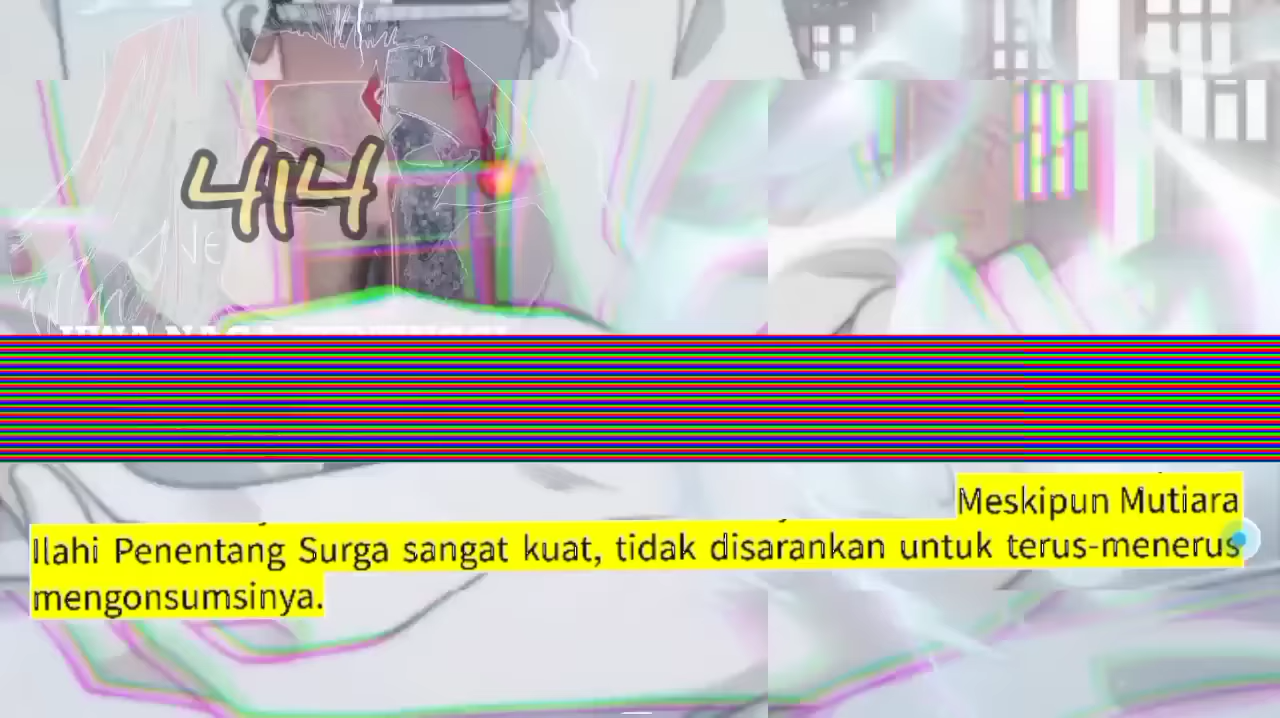 414
Meskipun Mutiara
Ilahi Penentang Surga sangat kuat, tidak disarankan untuk terus-menerus
mengonsumsinya.